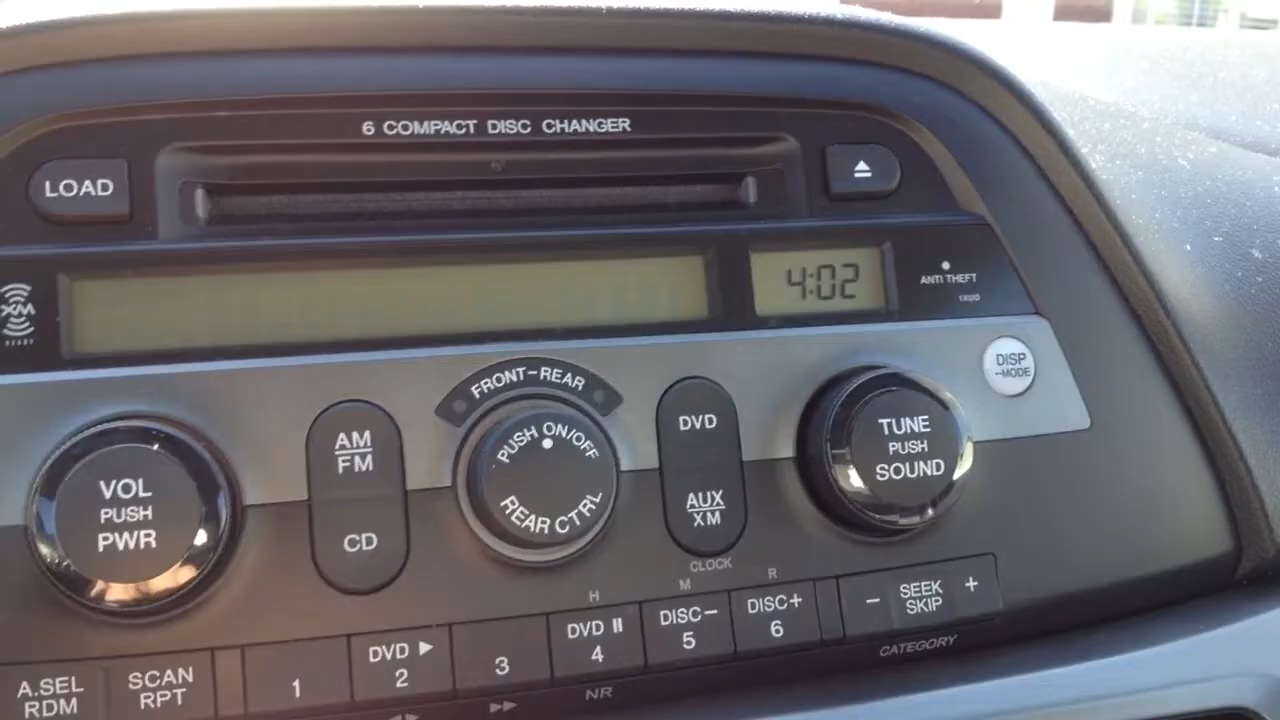 6 COMPACT DISC CHANGER
LOAD
XM
READY
4:02
ANTI THEFT
DISP
MODE
FRONT-REAR
PUSH ON/OFF
REAR CTRL
VOL
PUSH
PWR
AM
FM
CD
DVD
AUX
XM
TUNE
PUSH
SOUND
CLOCK
H
M
R
A.SEL
RDM
SCAN
RPT
1
DVD
2
3
DVD
4
DISC−
5
DISC+
6
− SEEK +
SKIP
NR
CATEGORY